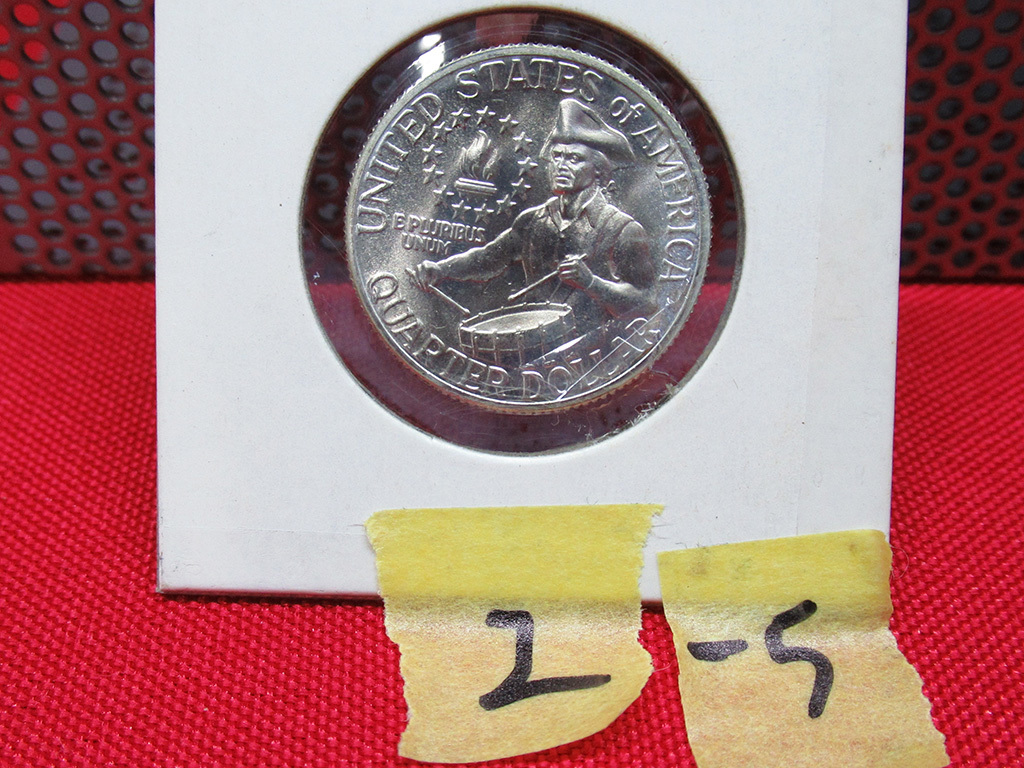 UNITED STATES of AMERICA
E PLURIBUS
UNUM
QUARTER DOLLAR
2
-5